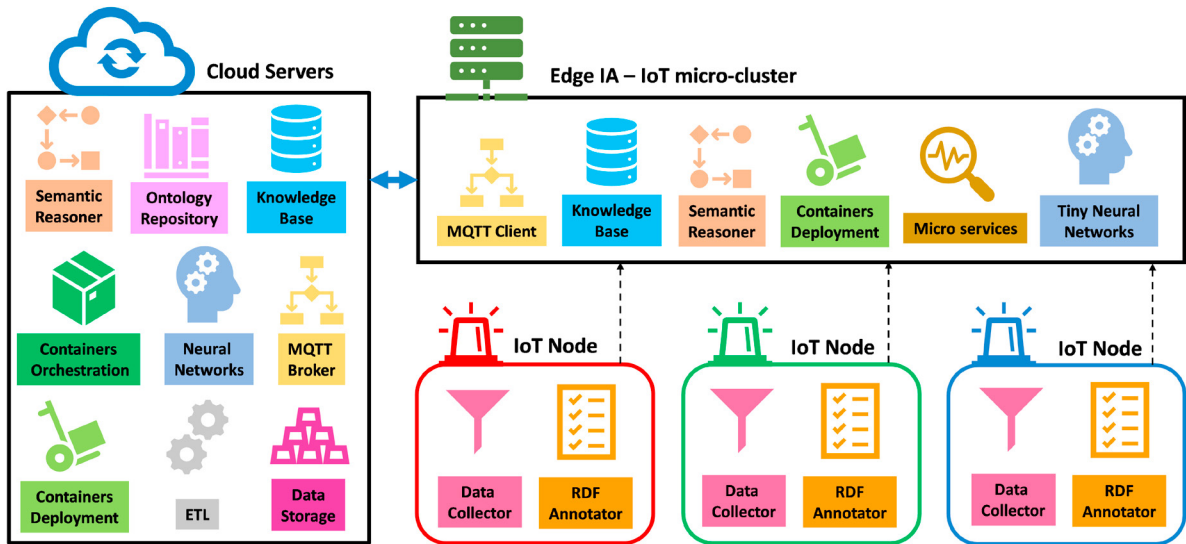 Cloud Servers
Semantic
Reasoner
Ontology
Repository
Knowledge
Base
Containers
Orchestration
Neural
Networks
MQTT
Broker
Containers
Deployment
ETL
Data
Storage
Edge IA – IoT micro-cluster
MQTT Client
Knowledge
Base
Semantic
Reasoner
Containers
Deployment
Micro services
Tiny Neural
Networks
IoT Node
Data
Collector
RDF
Annotator
IoT Node
Data
Collector
RDF
Annotator
IoT Node
Data
Collector
RDF
Annotator